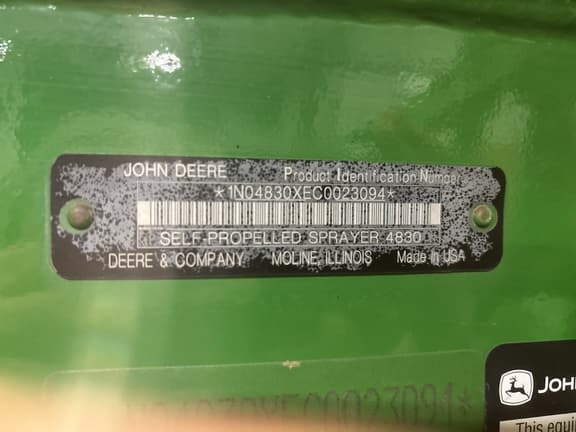 JOHN DEERE Product Identification Number
*1N04830XEC0023094*
SELF-PROPELLED SPRAYER 4830
DEERE & COMPANY MOLINE, ILLINOIS Made in USA
JOHN
This equi